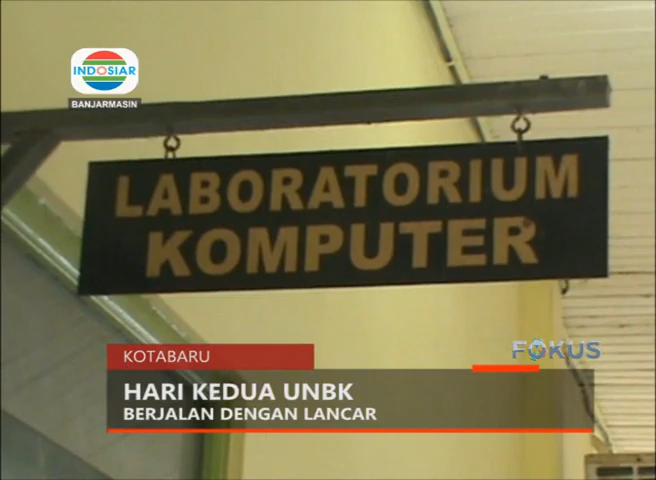 INDOSIAR
BANJARMASIN
LABORATORIUM
KOMPUTER
KOTABARU
FOKUS
HARI KEDUA UNBK
BERJALAN DENGAN LANCAR